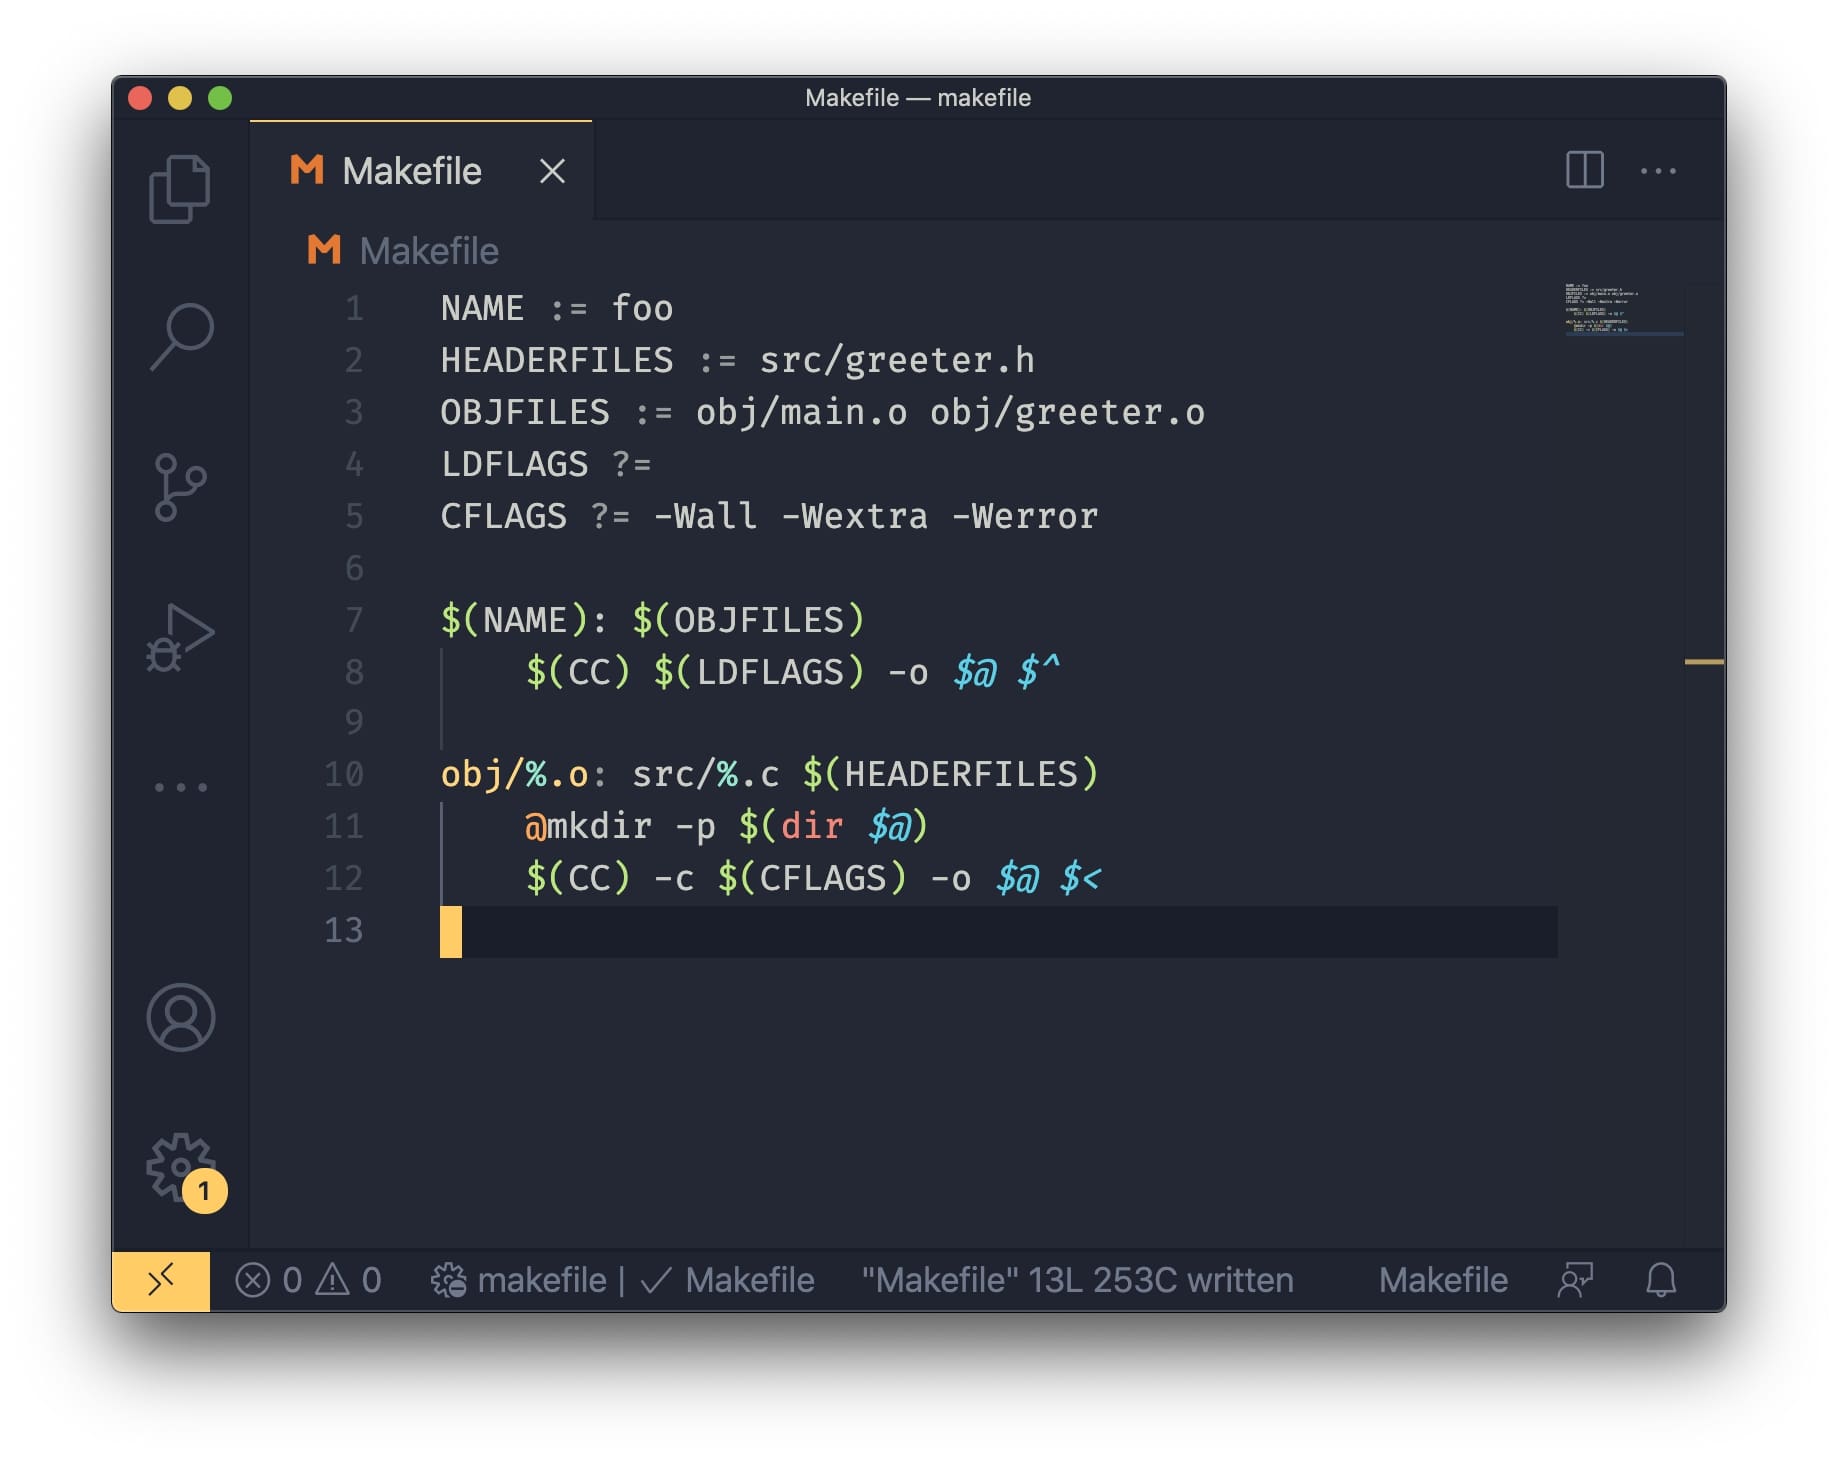 Makefile — makefile
Makefile
Makefile
1 NAME := foo
2 HEADERFILES := src/greeter.h
3 OBJFILES := obj/main.o obj/greeter.o
4 LDFLAGS ?=
5 CFLAGS ?= -Wall -Wextra -Werror
6
7 $(NAME): $(OBJFILES)
8     $(CC) $(LDFLAGS) -o $@ $^
9
10 obj/%.o: src/%.c $(HEADERFILES)
11     @mkdir -p $(dir $@)
12     $(CC) -c $(CFLAGS) -o $@ $<
13
1
0 0 makefile | ✓ Makefile "Makefile" 13L 253C written Makefile